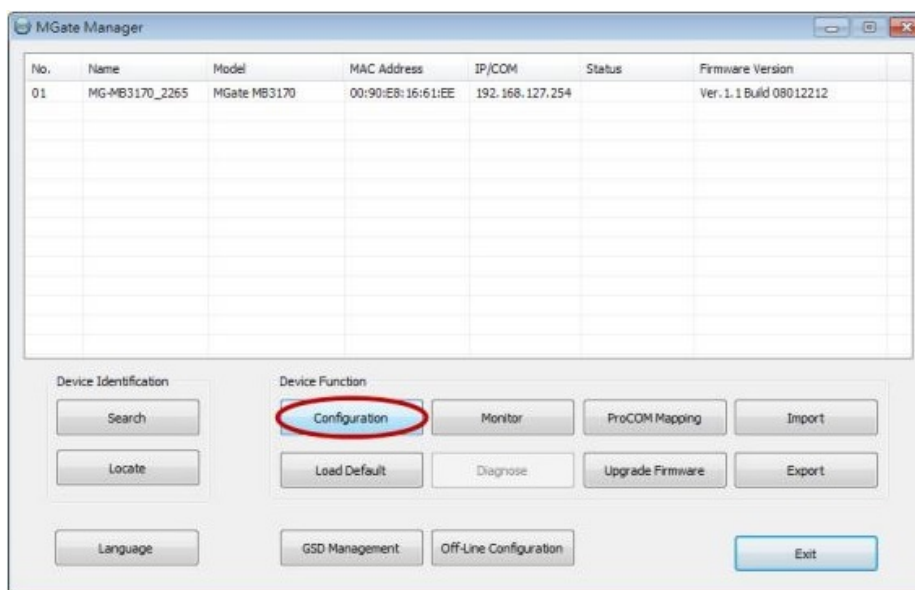 MGate Manager
No. Name Model MAC Address IP/COM Status Firmware Version
01 MG-MB3170_2265 MGate MB3170 00:90:E8:16:61:EE 192.168.127.254 Ver.1.1 Build 08012212
Device Identification Device Function
Search Configuration Monitor ProCOM Mapping Import
Locate Load Default Diagnose Upgrade Firmware Export
Language GSD Management Off-Line Configuration Exit